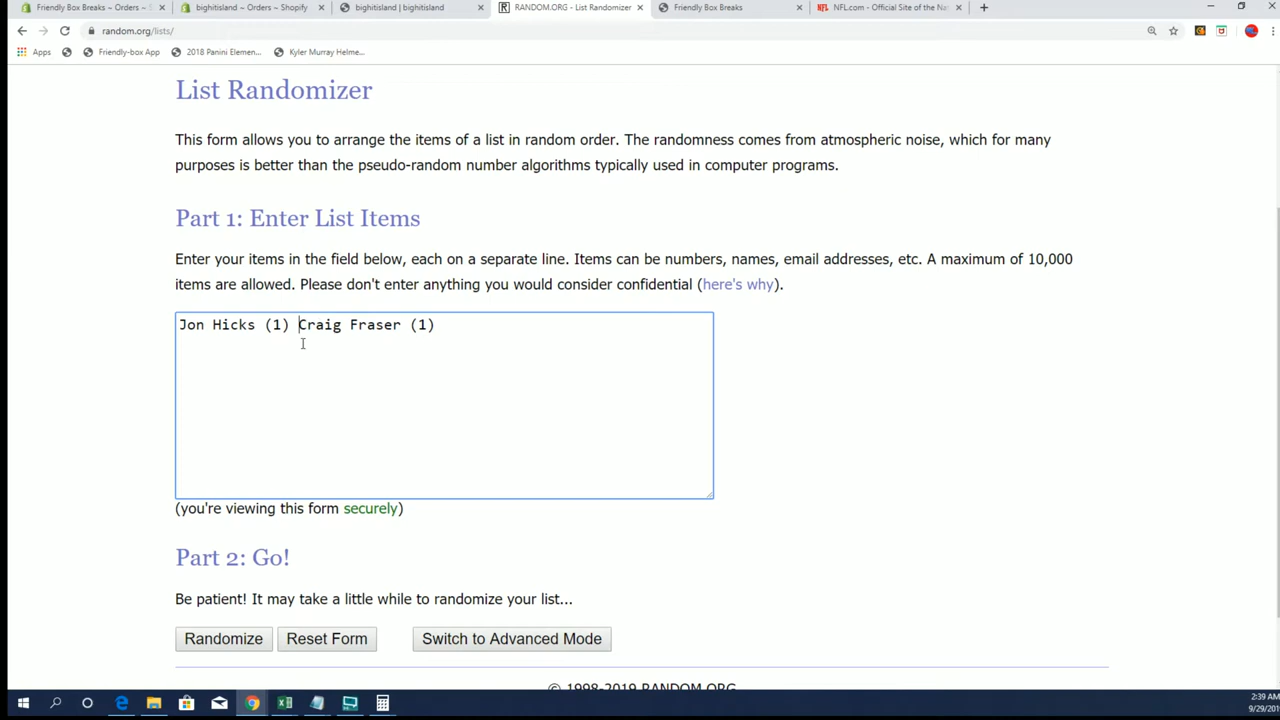 Friendly Box Breaks ~ Orders ~ S
bighitisland ~ Orders ~ Shopify
bighitisland | bighitisland
RANDOM.ORG - List Randomizer
Friendly Box Breaks
NFL.com - Official Site of the Na
random.org/lists/
Apps
Friendly-box App
2018 Panini Elemen...
Kyler Murray Helme...
List Randomizer
This form allows you to arrange the items of a list in random order. The randomness comes from atmospheric noise, which for many
purposes is better than the pseudo-random number algorithms typically used in computer programs.
Part 1: Enter List Items
Enter your items in the field below, each on a separate line. Items can be numbers, names, email addresses, etc. A maximum of 10,000
items are allowed. Please don't enter anything you would consider confidential (here's why).
Jon Hicks (1) Craig Fraser (1)
(you're viewing this form securely)
Part 2: Go!
Be patient! It may take a little while to randomize your list...
Randomize
Reset Form
Switch to Advanced Mode
© 1998-2019 RANDOM.ORG
2:39 AM
9/29/201